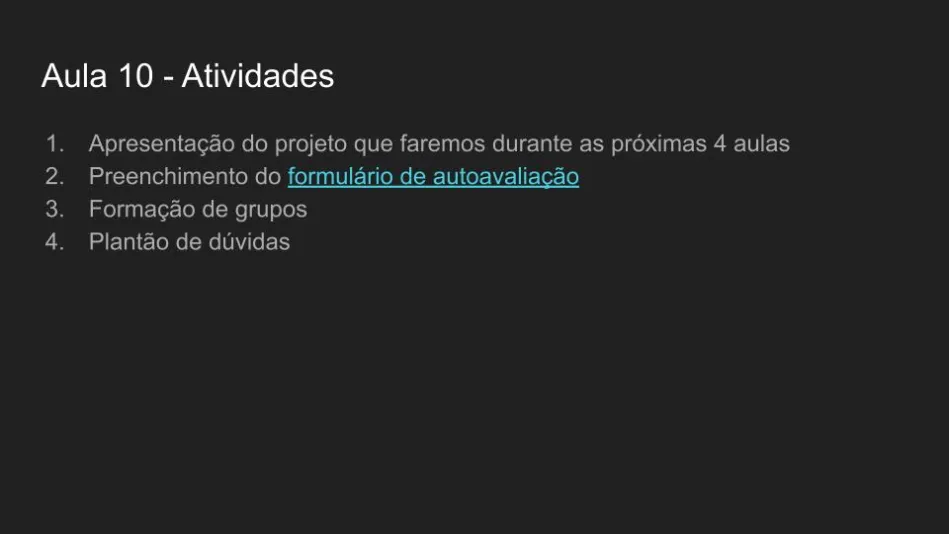 Aula 10 - Atividades
1. Apresentação do projeto que faremos durante as próximas 4 aulas
2. Preenchimento do formulário de autoavaliação
3. Formação de grupos
4. Plantão de dúvidas